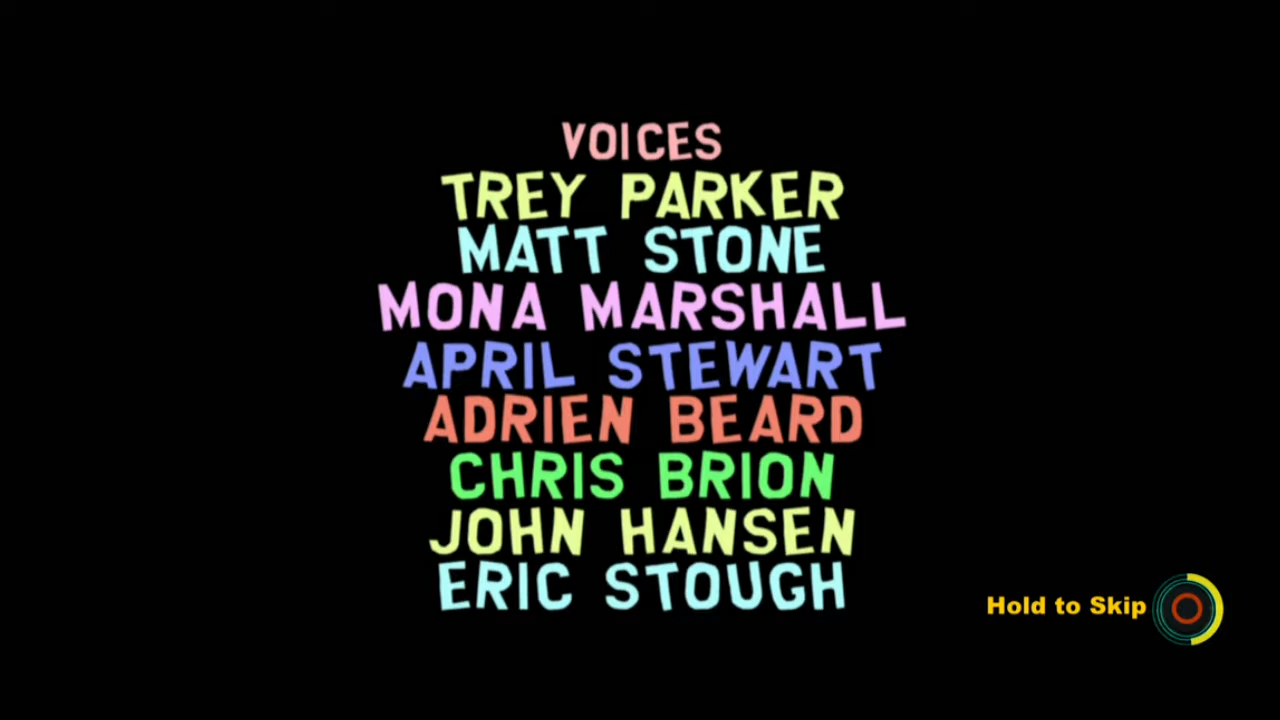 VOICES
TREY PARKER
MATT STONE
MONA MARSHALL
APRIL STEWART
ADRIEN BEARD
CHRIS BRION
JOHN HANSEN
ERIC STOUGH
Hold to Skip